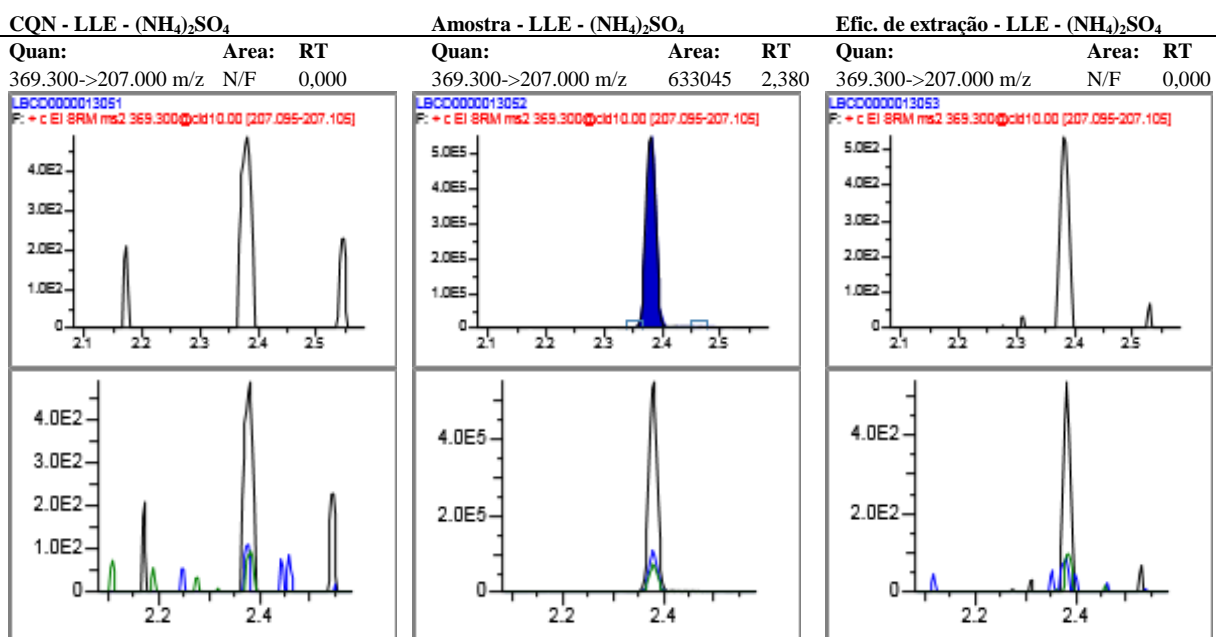 CQN - LLE - (NH₄)₂SO₄
Quan: Area: RT
369.300->207.000 m/z N/F 0,000
LBCD0000013051
F: + c EI SRM ms2 369.300@cid10.00 [207.095-207.105]
4.0E2
3.0E2
2.0E2
1.0E2
0
2.1 2.2 2.3 2.4 2.5
4.0E2
3.0E2
2.0E2
1.0E2
0
2.2 2.4
Amostra - LLE - (NH₄)₂SO₄
Quan: Area: RT
369.300->207.000 m/z 633045 2,380
LBCD0000013052
F: + c EI SRM ms2 369.300@cid10.00 [207.095-207.105]
5.0E5
4.0E5
3.0E5
2.0E5
1.0E5
0
2.1 2.2 2.3 2.4 2.5
4.0E5
2.0E5
0
2.2 2.4
Efic. de extração - LLE - (NH₄)₂SO₄
Quan: Area: RT
369.300->207.000 m/z N/F 0,000
LBCD0000013053
F: + c EI SRM ms2 369.300@cid10.00 [207.095-207.105]
5.0E2
4.0E2
3.0E2
2.0E2
1.0E2
0
2.1 2.2 2.3 2.4 2.5
4.0E2
2.0E2
0
2.2 2.4